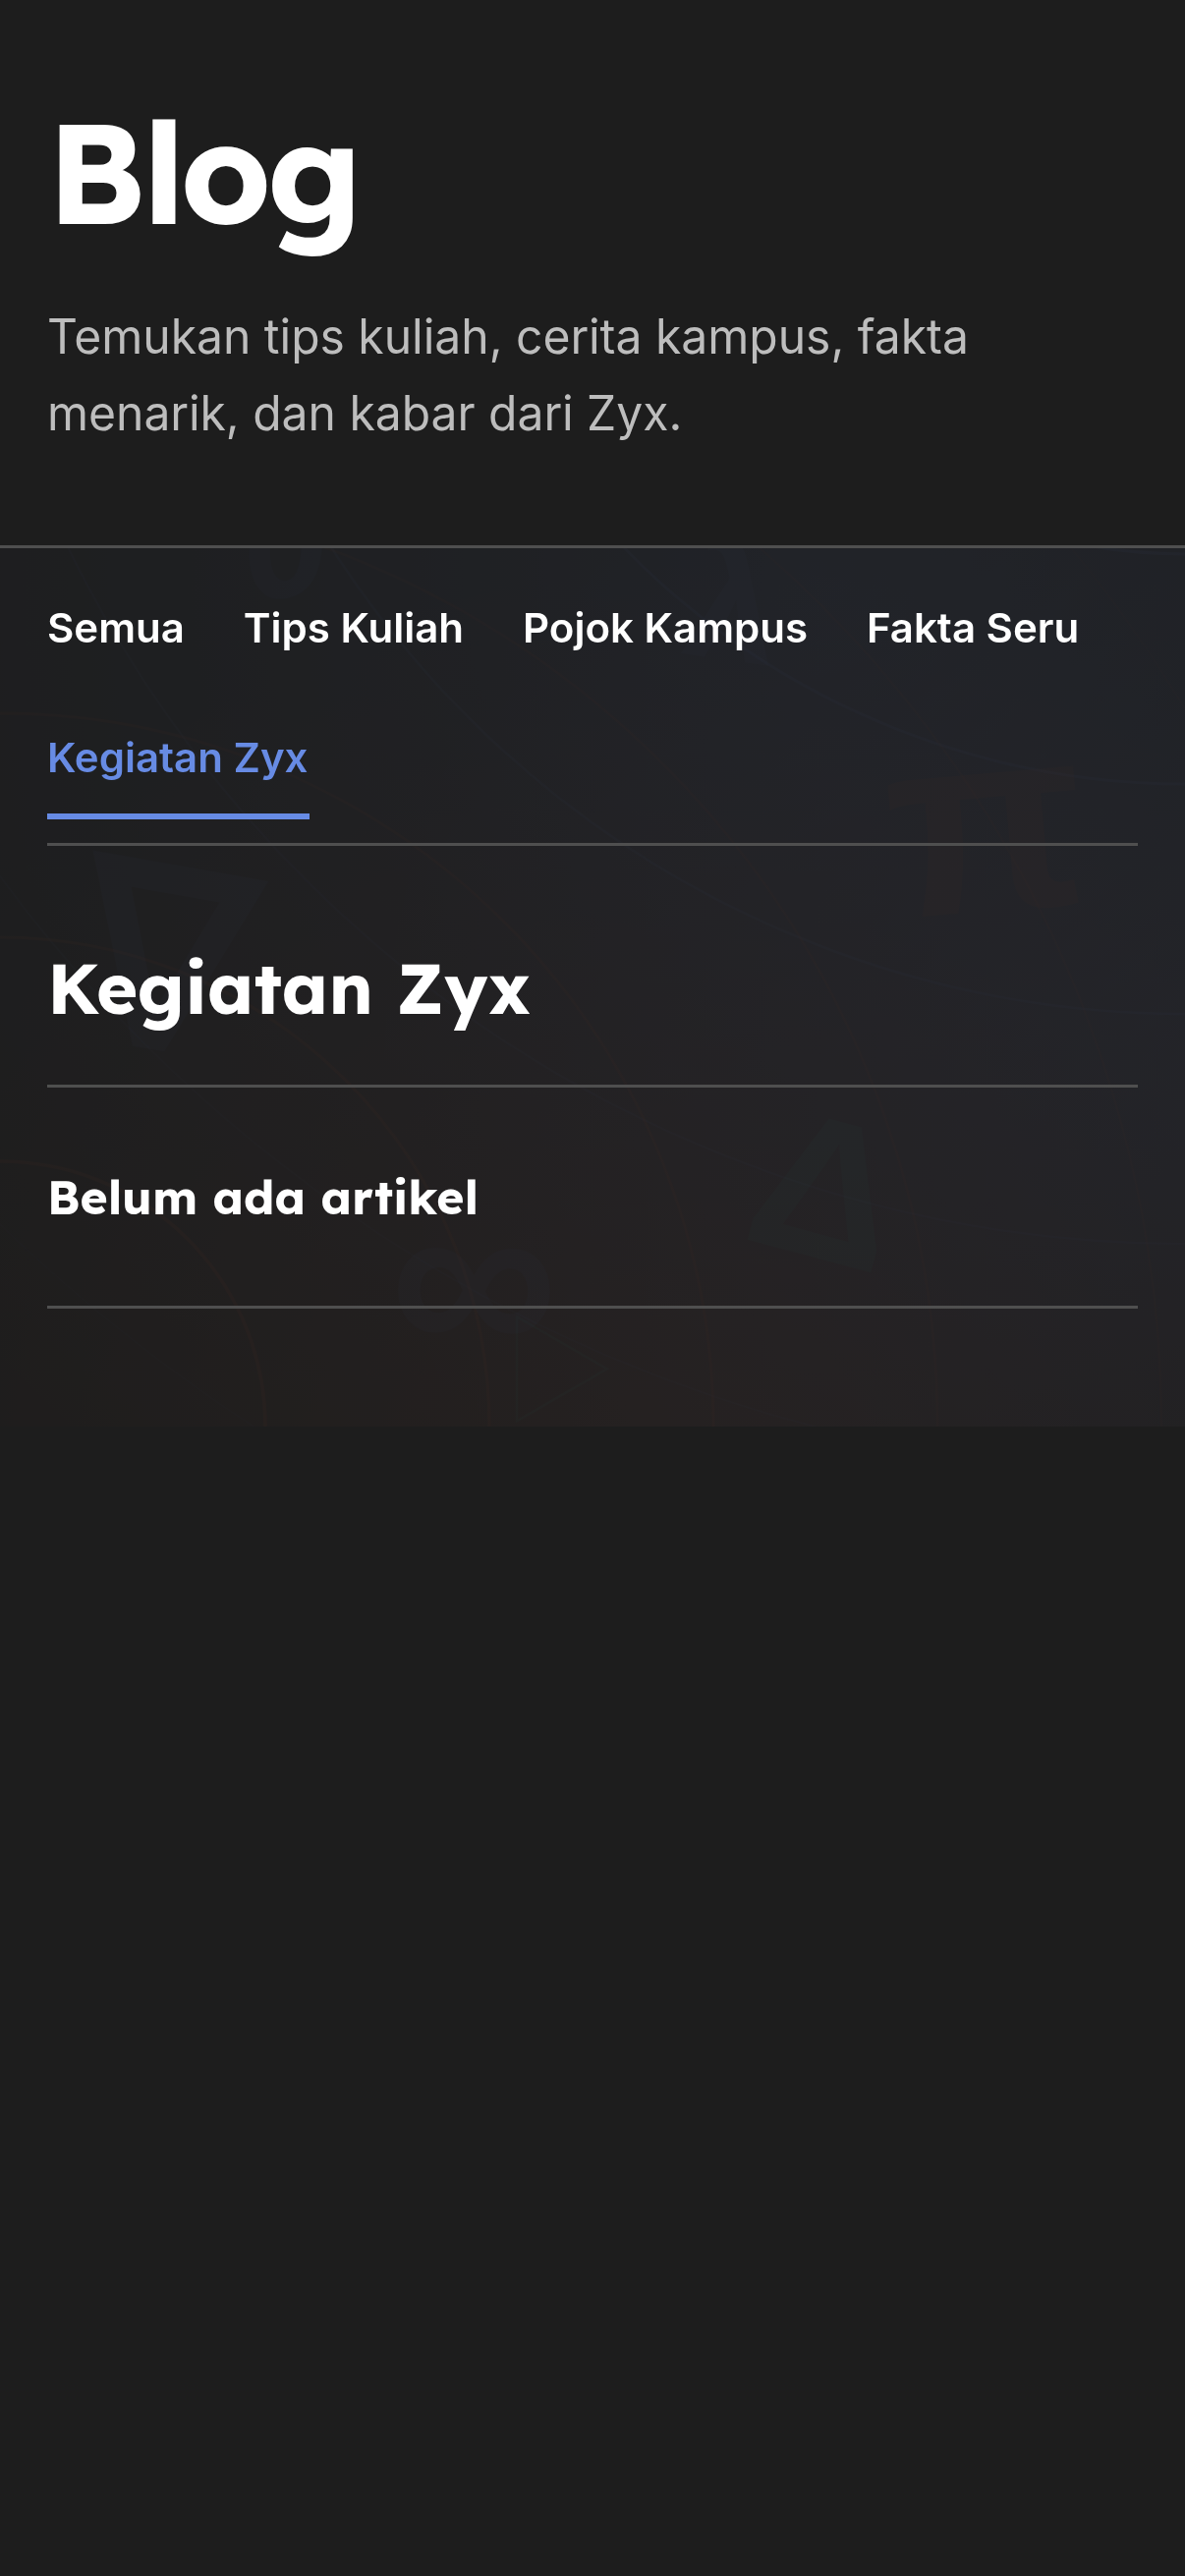 Blog
Temukan tips kuliah, cerita kampus, fakta
menarik, dan kabar dari Zyx.
Semua Tips Kuliah Pojok Kampus Fakta Seru
Kegiatan Zyx
Kegiatan Zyx
Belum ada artikel